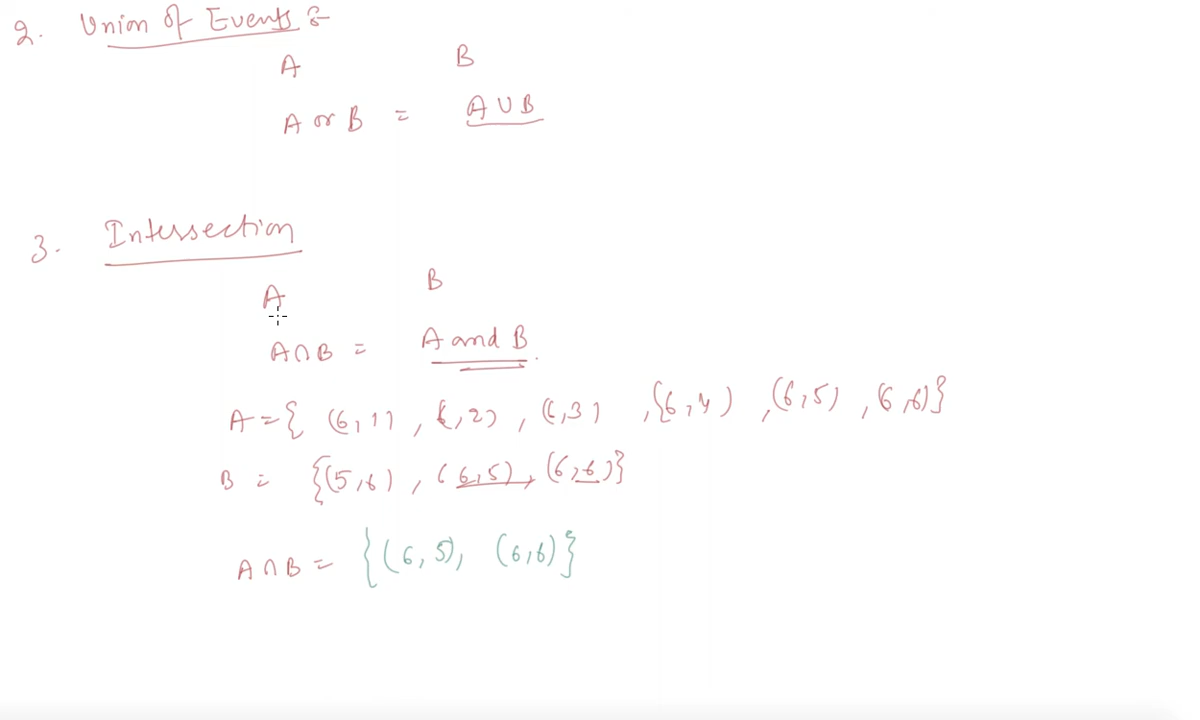 2. Union of Events :-
A B
A or B = A ∪ B
3. Intersection
A B
A ∩ B = A and B .
A = { (6,1) , (6,2) , (6,3) , {6,4) , (6,5) , (6,6)}
B = {(5,6) , (6,5) , (6,6)}
A ∩ B = {(6,5), (6,6)}